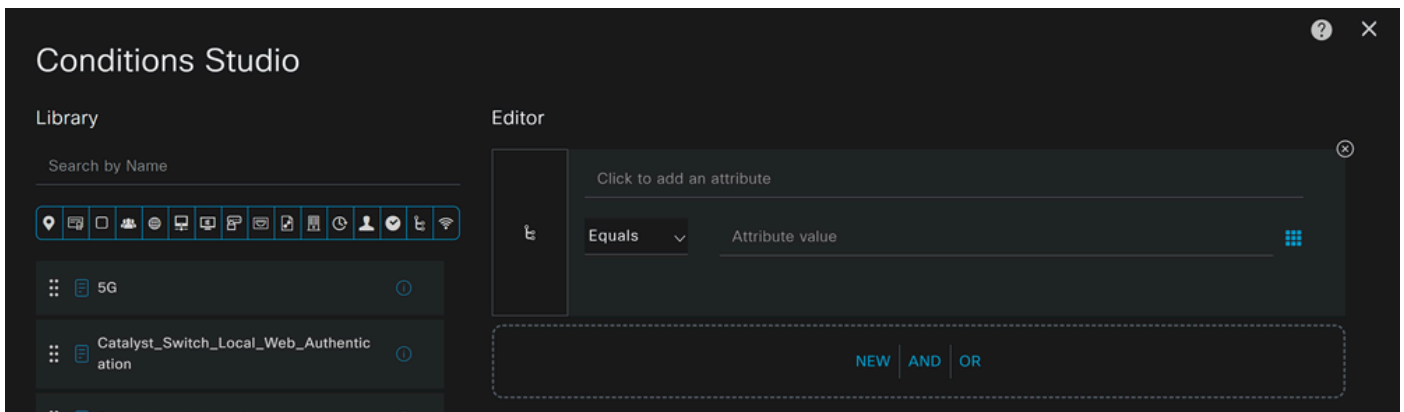 Conditions Studio
Library
Search by Name
5G
Catalyst_Switch_Local_Web_Authentic
ation
Editor
Click to add an attribute
Equals
Attribute value
NEW AND OR